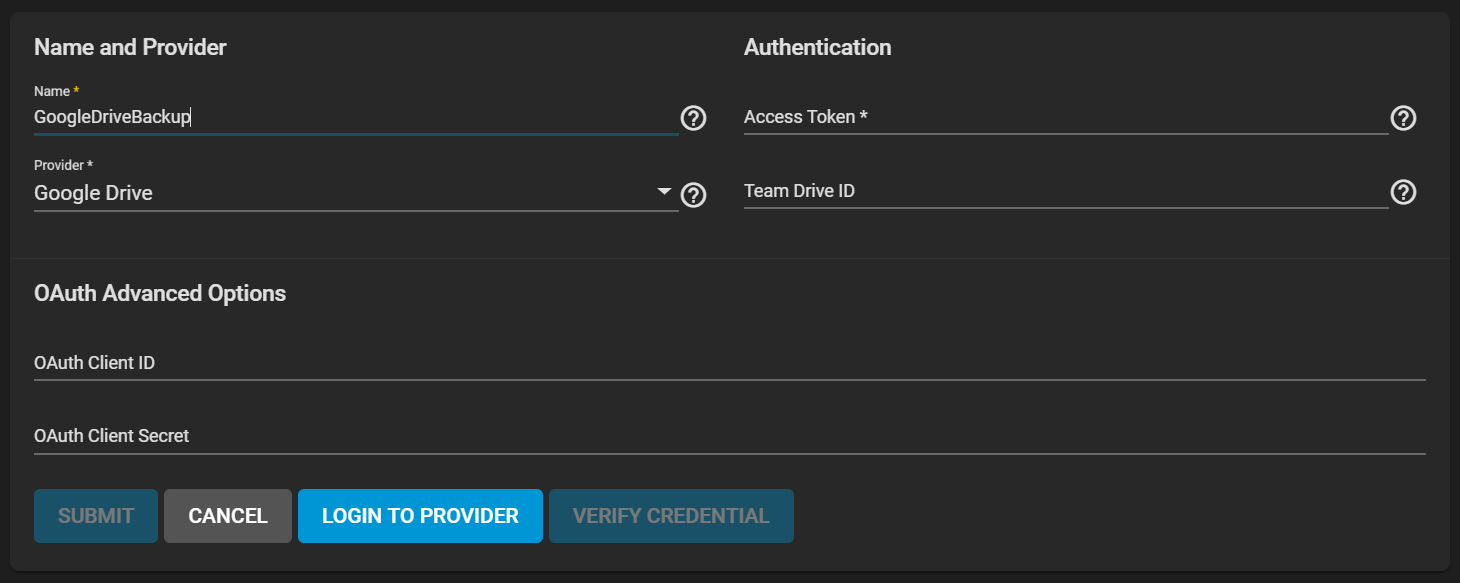 Name and Provider
Name *
GoogleDriveBackup
Provider *
Google Drive
Authentication
Access Token *
Team Drive ID
OAuth Advanced Options
OAuth Client ID
OAuth Client Secret
SUBMIT
CANCEL
LOGIN TO PROVIDER
VERIFY CREDENTIAL